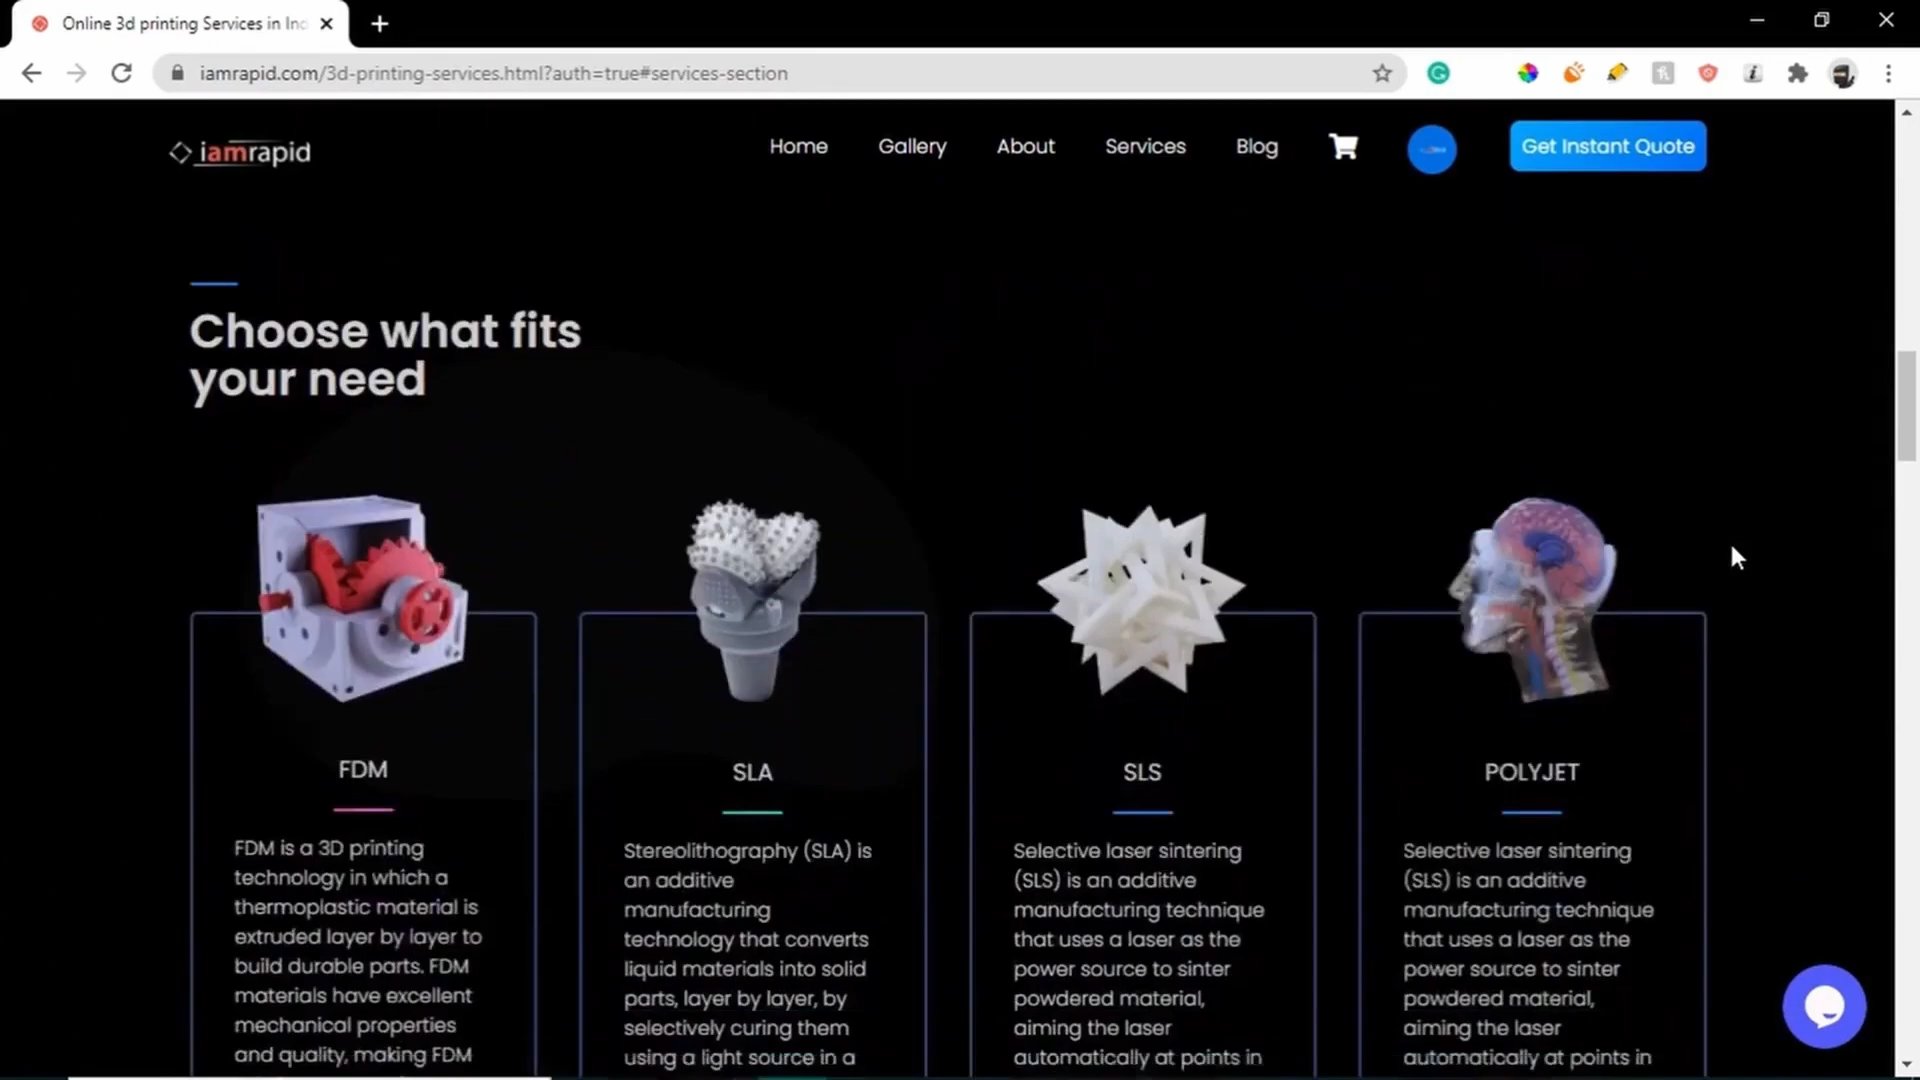 Online 3d printing Services in Ind
iamrapid.com/3d-printing-services.html?auth=true#services-section
iamrapid
Home
Gallery
About
Services
Blog
Get Instant Quote
Choose what fits
your need
FDM
FDM is a 3D printing
technology in which a
thermoplastic material is
extruded layer by layer to
build durable parts. FDM
materials have excellent
mechanical properties
and quality, making FDM
SLA
Stereolithography (SLA) is
an additive
manufacturing
technology that converts
liquid materials into solid
parts, layer by layer, by
selectively curing them
using a light source in a
SLS
Selective laser sintering
(SLS) is an additive
manufacturing technique
that uses a laser as the
power source to sinter
powdered material,
aiming the laser
automatically at points in
POLYJET
Selective laser sintering
(SLS) is an additive
manufacturing technique
that uses a laser as the
power source to sinter
powdered material,
aiming the laser
automatically at points in